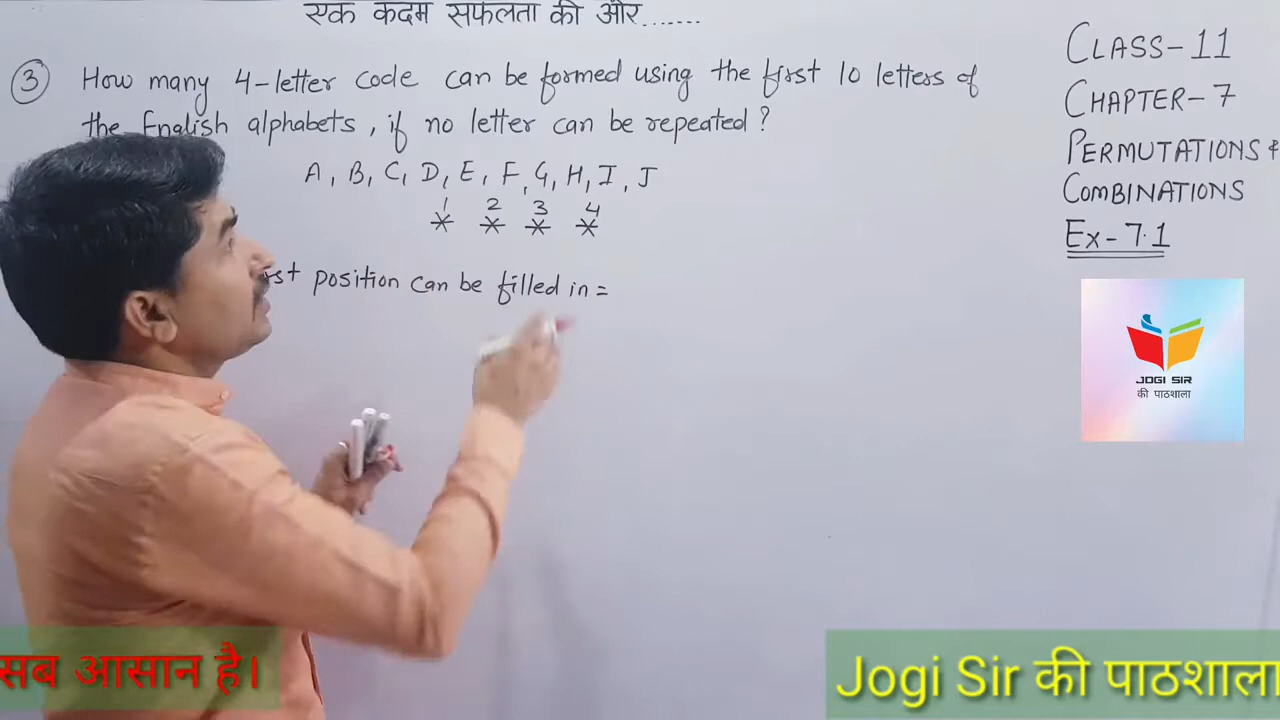 एक कदम सफलता की ओर.......
③ How many 4-letter code can be formed using the first 10 letters of
the English alphabets, if no letter can be repeated?
A, B, C, D, E, F, G, H, I, J
1 2 3 4
* * * *
position can be filled in =
CLASS-11
CHAPTER-7
PERMUTATIONS &
COMBINATIONS
Ex-7.1
JOGI SIR
की पाठशाला
सब आसान है।
Jogi Sir की पाठशाला